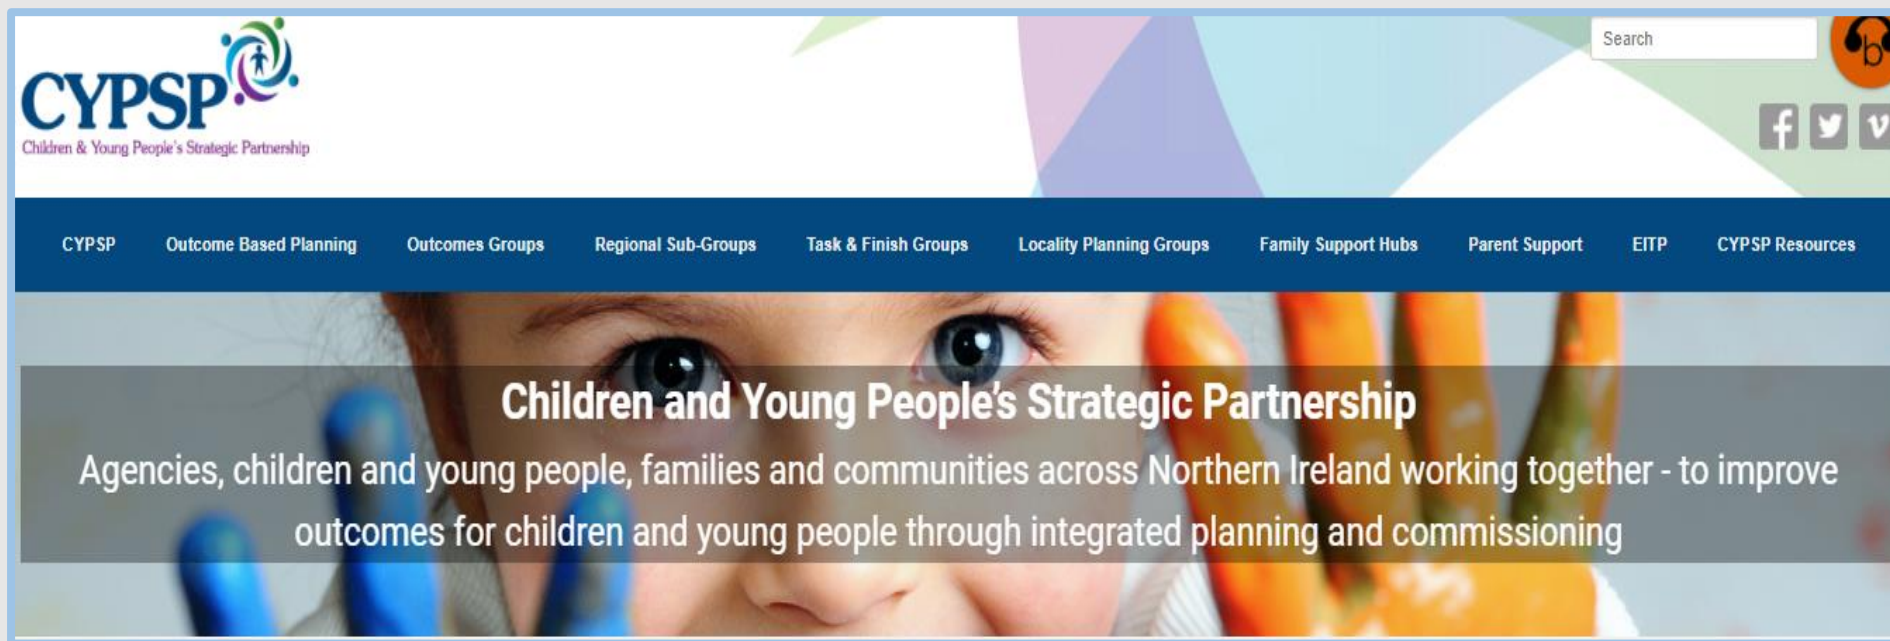 CYPSP
Children & Young People's Strategic Partnership
Search
b
f
CYPSP Outcome Based Planning Outcomes Groups Regional Sub-Groups Task & Finish Groups Locality Planning Groups Family Support Hubs Parent Support EITP CYPSP Resources
Children and Young People's Strategic Partnership
Agencies, children and young people, families and communities across Northern Ireland working together - to improve
outcomes for children and young people through integrated planning and commissioning